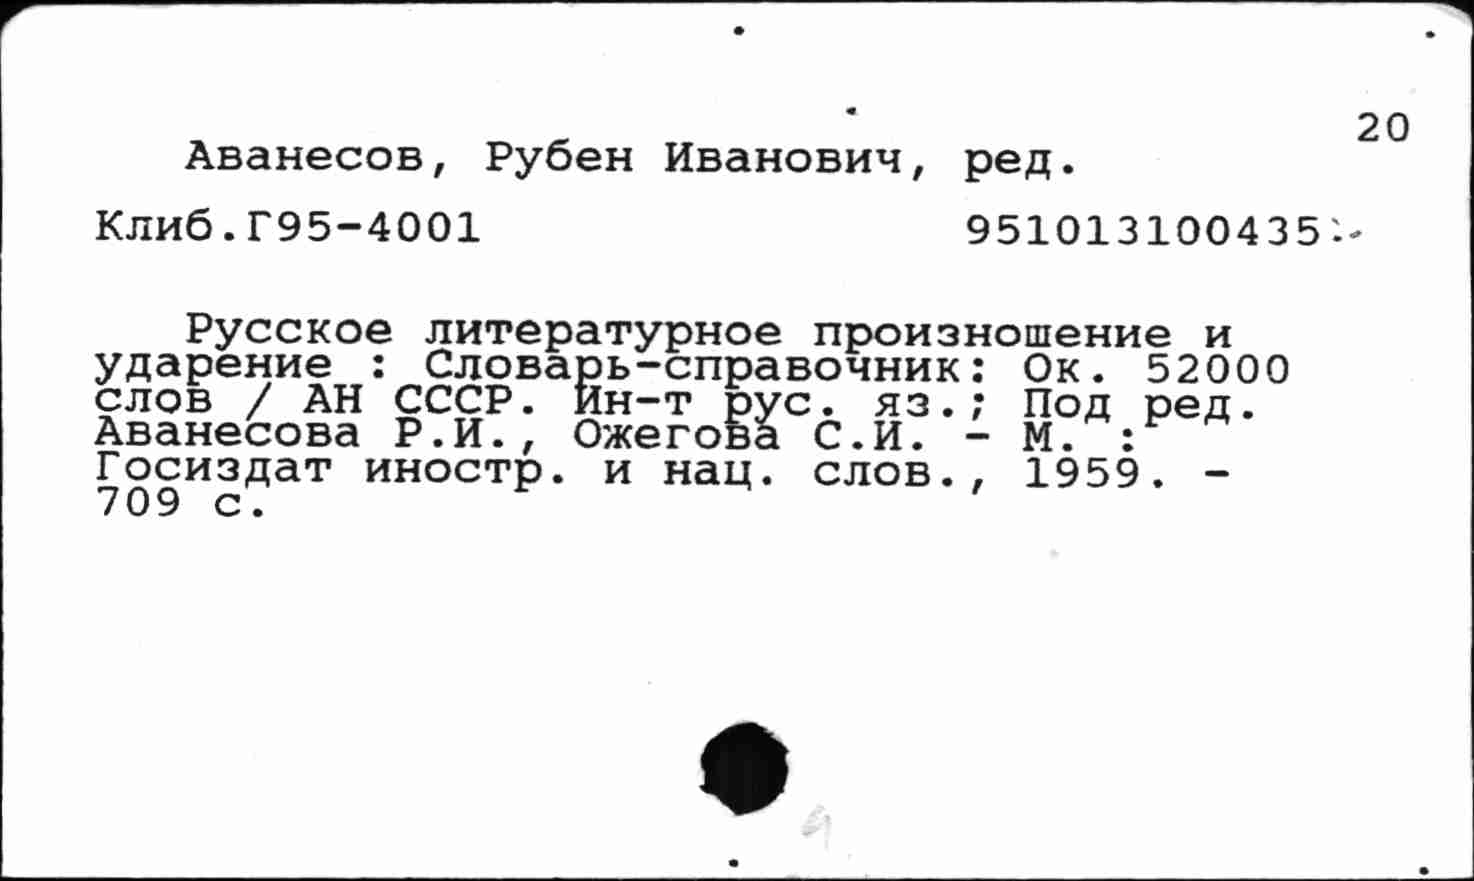 20
Аванесов, Рубен Иванович, ред.
Клиб.Г95-4001 951013100435
Русское литературное произношение и
ударение : Словарь-справочник: Ок. 52000
слов / АН СССР. Ин-т рус. яз.; Под ред.
Аванесова Р.И., Ожегова С.И. - М. :
Госиздат иностр. и нац. слов., 1959. -
709 с.